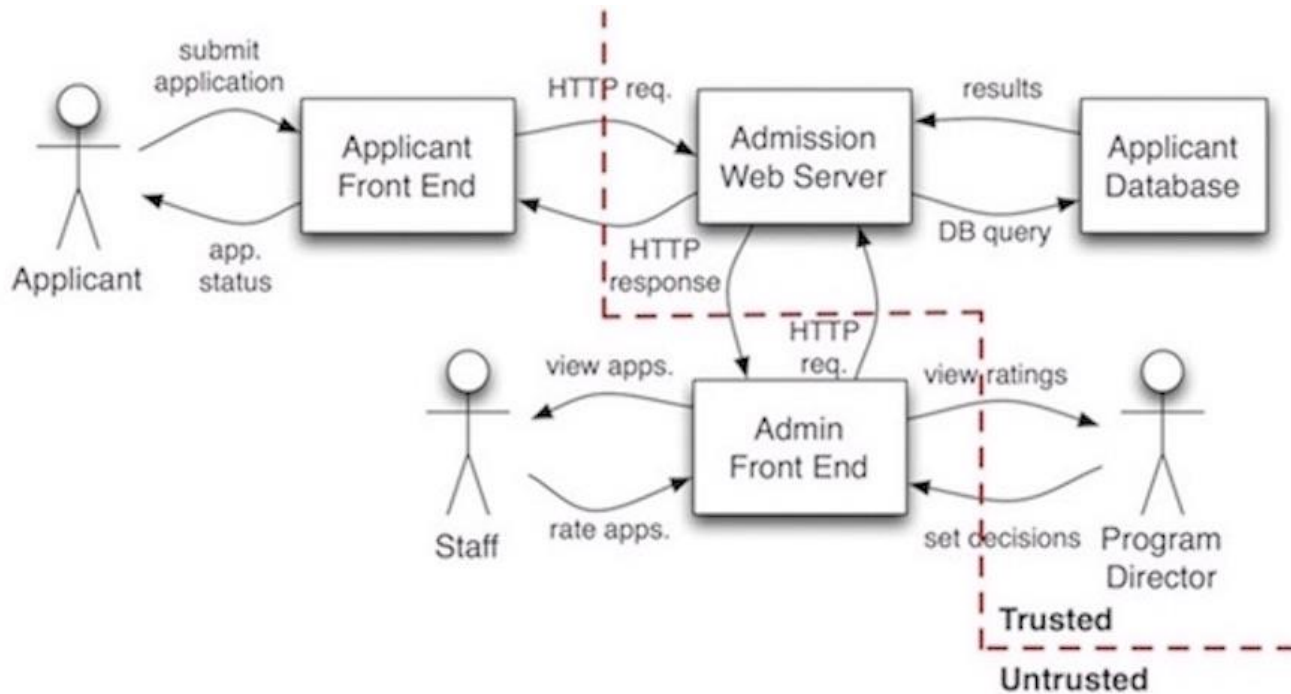 submit
application
HTTP req.
results
Applicant
Front End
Admission
Web Server
Applicant
Database
Applicant
app.
status
HTTP
response
DB query
HTTP
req.
view apps.
view ratings
Admin
Front End
Staff
rate apps.
set decisions
Program
Director
Trusted
Untrusted